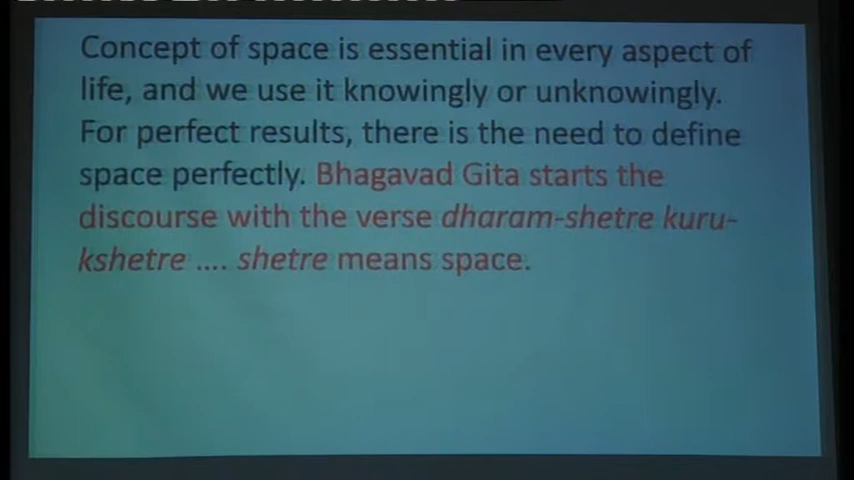 Concept of space is essential in every aspect of
life, and we use it knowingly or unknowingly.
For perfect results, there is the need to define
space perfectly. Bhagavad Gita starts the
discourse with the verse dharam-shetre kuru-
kshetre .... shetre means space.